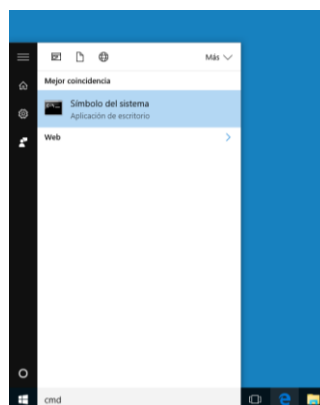 Más
Mejor coincidencia
Símbolo del sistema
Aplicación de escritorio
Web
cmd